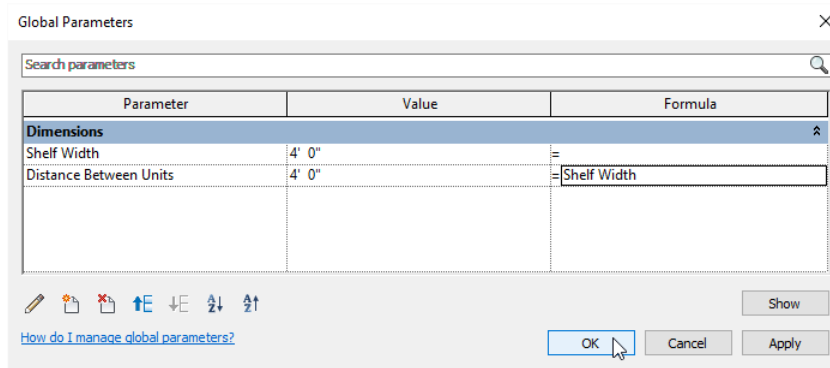 Global Parameters
Search parameters
Parameter Value Formula
Dimensions
Shelf Width 4' 0" =
Distance Between Units 4' 0" = Shelf Width
Show
How do I manage global parameters?
OK Cancel Apply